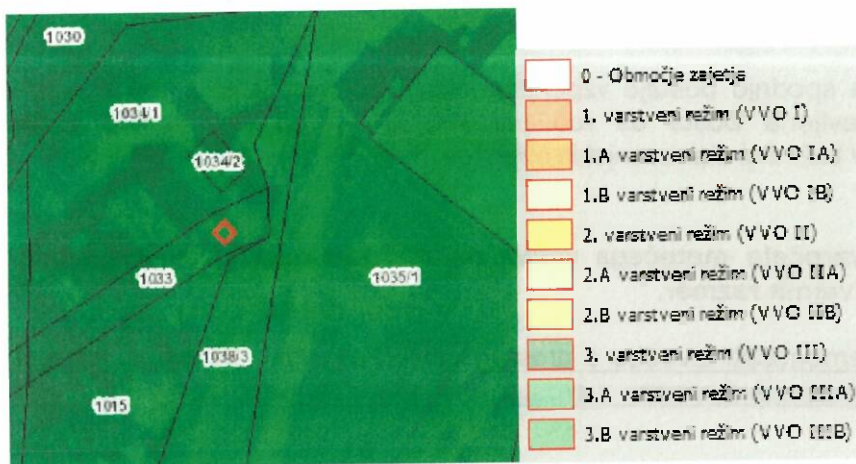 1030
1034/1
1034/2
1033
1035/1
1038/3
1015
0 - Območje zajetja
1. varstveni režim (VVO I)
1.A varstveni režim (VVO IA)
1.B varstveni režim (VVO IB)
2. varstveni režim (VVO II)
2.A varstveni režim (VVO IIA)
2.B varstveni režim (VVO IIB)
3. varstveni režim (VVO III)
3.A varstveni režim (VVO IIIA)
3.B varstveni režim (VVO IIIB)